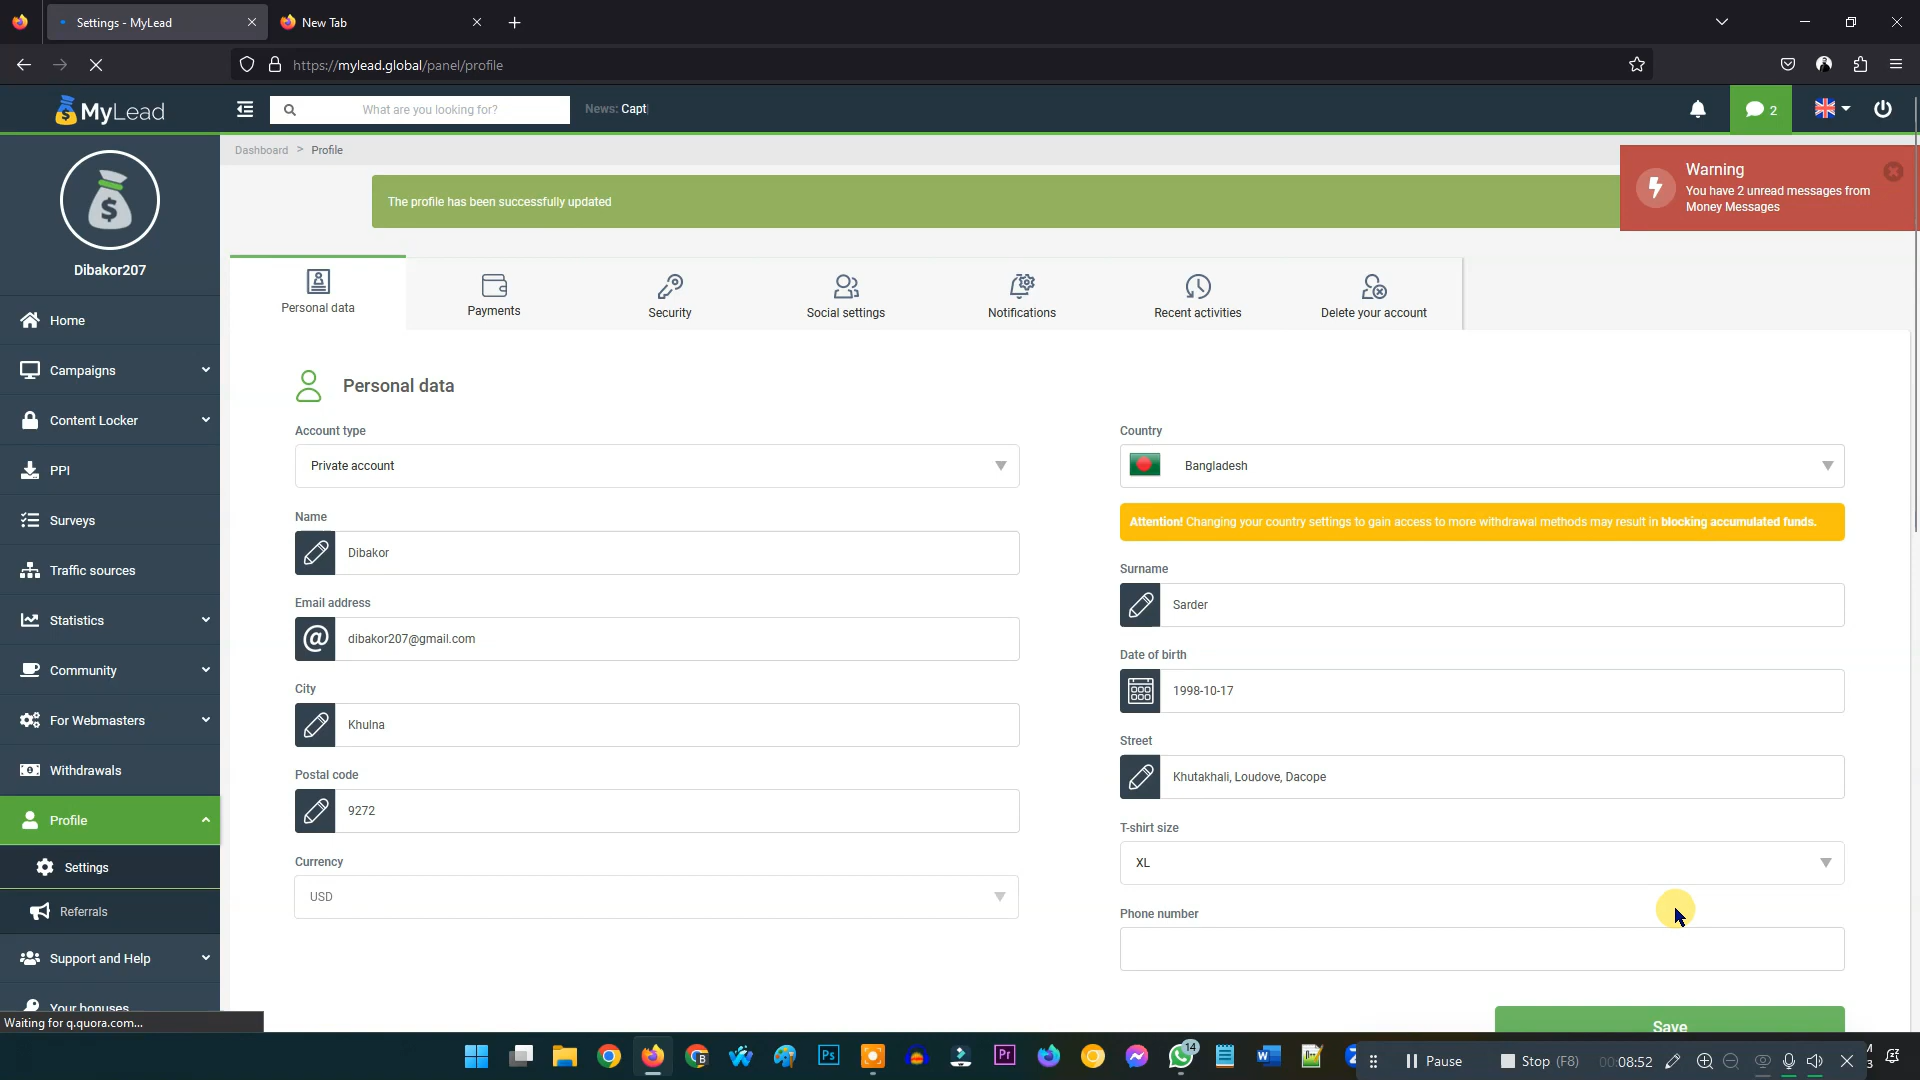 Settings - MyLead
New Tab
https://mylead.global/panel/profile
MyLead
What are you looking for?
News: Capt
2
Dashboard > Profile
The profile has been successfully updated
Warning
You have 2 unread messages from
Money Messages
Dibakor207
Home
Campaigns
Content Locker
PPI
Surveys
Traffic sources
Statistics
Community
For Webmasters
Withdrawals
Profile
Settings
Referrals
Support and Help
Your bonuses
Personal data
Payments
Security
Social settings
Notifications
Recent activities
Delete your account
Personal data
Account type
Private account
Name
Dibakor
Email address
dibakor207@gmail.com
City
Khulna
Postal code
9272
Currency
USD
Country
Bangladesh
Attention! Changing your country settings to gain access to more withdrawal methods may result in blocking accumulated funds.
Surname
Sarder
Date of birth
1998-10-17
Street
Khutakhali, Loudove, Dacope
T-shirt size
XL
Phone number
Save
Waiting for q.quora.com...
Ps
Pr
14
Pause
Stop (F8)
00:08:52